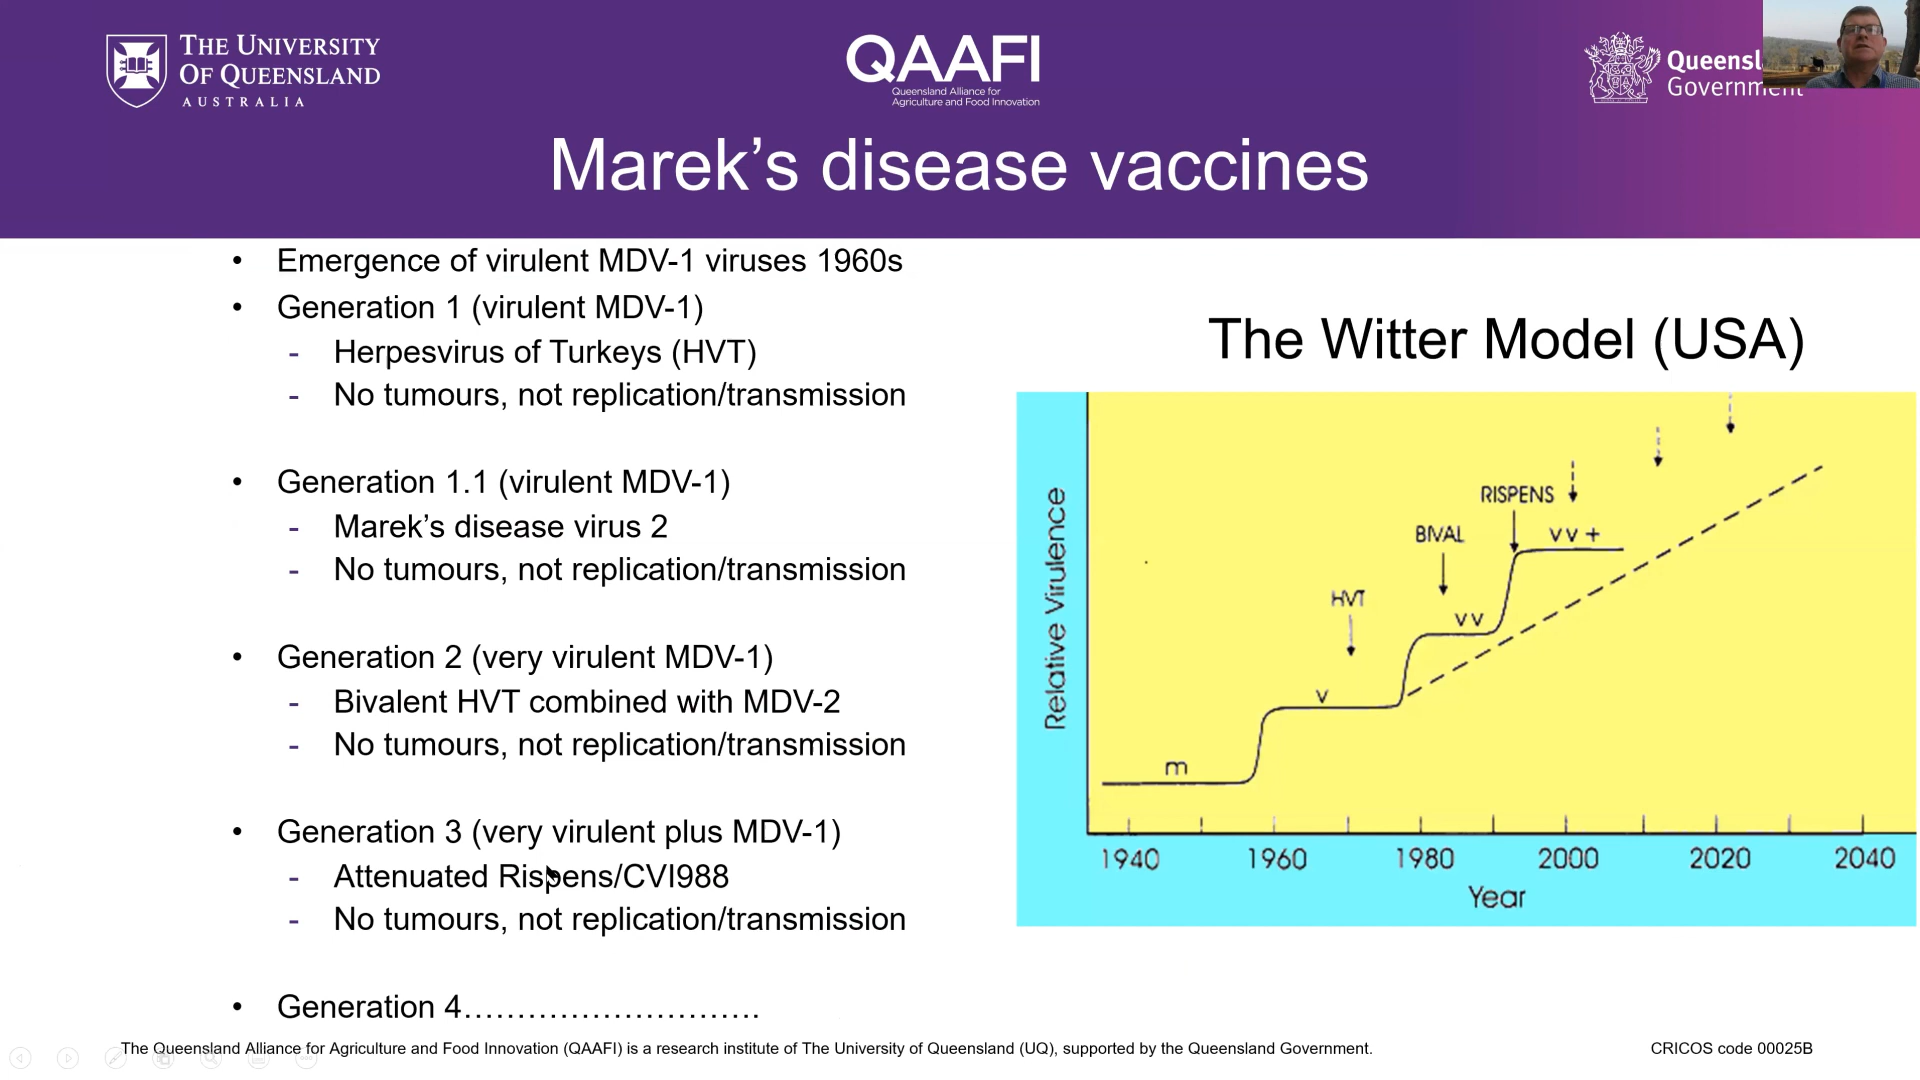 THE UNIVERSITY
OF QUEENSLAND
AUSTRALIA
QAAFI
Queensland Alliance for
Agriculture and Food Innovation
Government
Marek’s disease vaccines
• Emergence of virulent MDV-1 viruses 1960s
• Generation 1 (virulent MDV-1)
- Herpesvirus of Turkeys (HVT)
- No tumours, not replication/transmission
• Generation 1.1 (virulent MDV-1)
- Marek’s disease virus 2
- No tumours, not replication/transmission
• Generation 2 (very virulent MDV-1)
- Bivalent HVT combined with MDV-2
- No tumours, not replication/transmission
• Generation 3 (very virulent plus MDV-1)
- Attenuated Rispens/CVI988
- No tumours, not replication/transmission
• Generation 4……………………….
The Witter Model (USA)
Relative Virulence
RISPENS
BIVAL
vv+
HVT
vv
v
m
1940 1960 1980 2000 2020 2040
Year
The Queensland Alliance for Agriculture and Food Innovation (QAAFI) is a research institute of The University of Queensland (UQ), supported by the Queensland Government.
CRICOS code 00025B